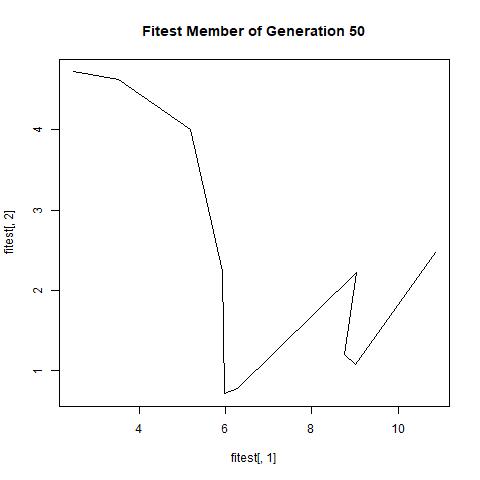 Fitest Member of Generation 50
fitest[, 2]
4
3
2
1
4 6 8 10
fitest[, 1]